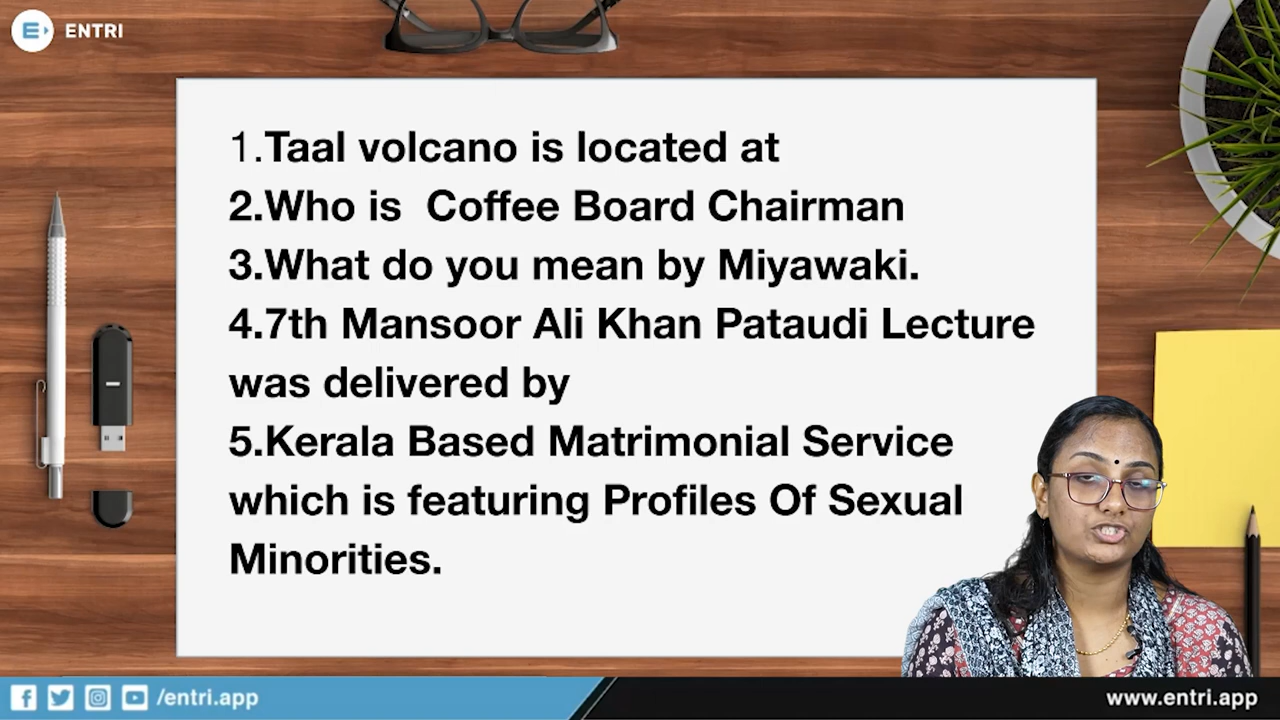 ENTRI
1.Taal volcano is located at
2.Who is Coffee Board Chairman
3.What do you mean by Miyawaki.
4.7th Mansoor Ali Khan Pataudi Lecture
was delivered by
5.Kerala Based Matrimonial Service
which is featuring Profiles Of Sexual
Minorities.
/entri.app
www.entri.app